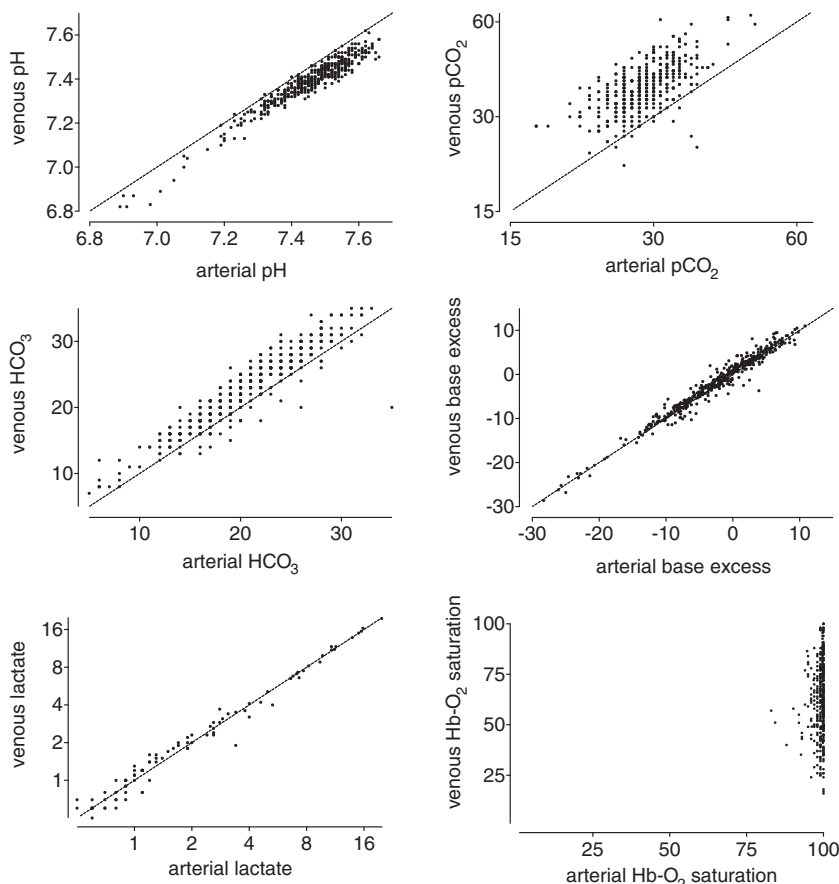 7.6
7.4
7.2
7.0
6.8
venous pH
6.8 7.0 7.2 7.4 7.6
arterial pH
60
30
15
venous pCO2
15 30 60
arterial pCO2
30
20
10
venous HCO3
10 20 30
arterial HCO3
10
0
-10
-20
-30
venous base excess
-30 -20 -10 0 10
arterial base excess
16
8
4
2
1
venous lactate
1 2 4 8 16
arterial lactate
100
75
50
25
venous Hb-O2 saturation
25 50 75 100
arterial Hb-O2 saturation